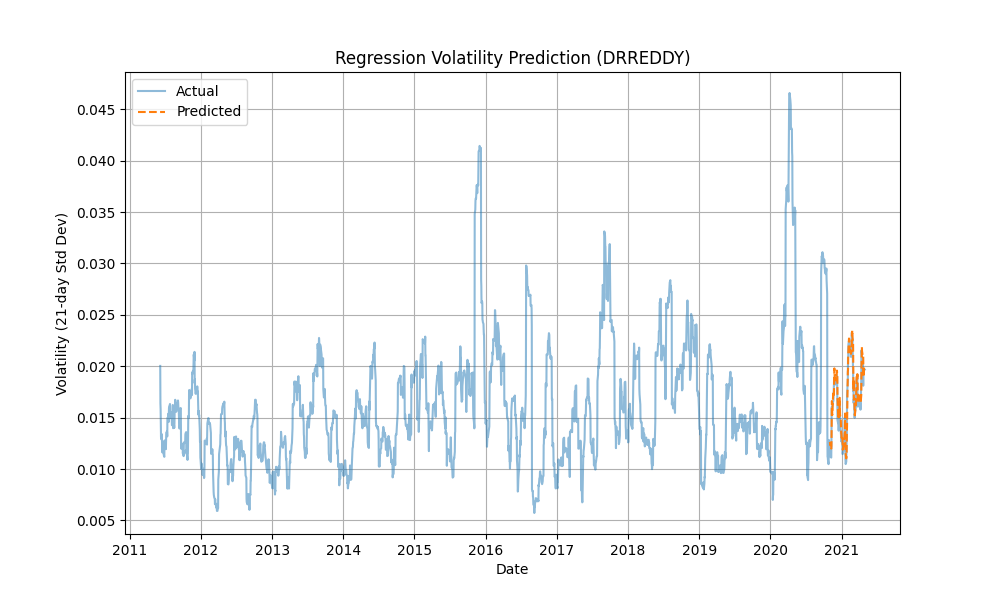 Regression Volatility Prediction (DRREDDY)
Actual
Predicted
Volatility (21-day Std Dev)
0.045
0.040
0.035
0.030
0.025
0.020
0.015
0.010
0.005
2011 2012 2013 2014 2015 2016 2017 2018 2019 2020 2021
Date